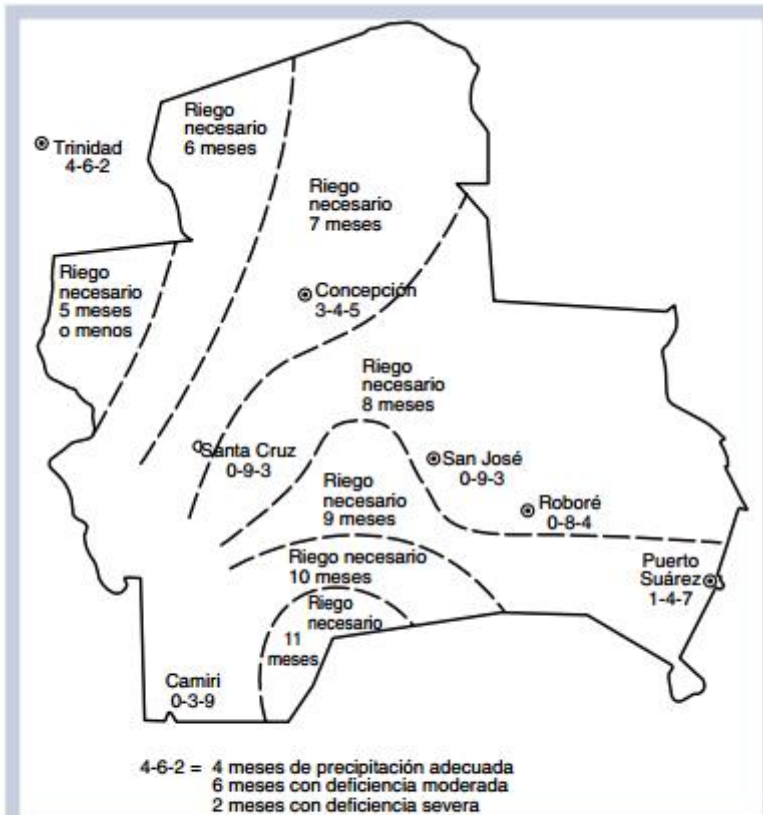 Riego
necesario
6 meses
Trinidad
4-6-2
Riego
necesario
7 meses
Riego
necesario
5 meses
o menos
Concepción
3-4-5
Riego
necesario
8 meses
Santa Cruz
0-9-3
San José
0-9-3
Riego
necesario
9 meses
Roboré
0-8-4
Riego necesario
10 meses
Puerto
Suárez
1-4-7
Riego
necesario
11
meses
Camiri
0-3-9
4-6-2 = 4 meses de precipitación adecuada
6 meses con deficiencia moderada
2 meses con deficiencia severa